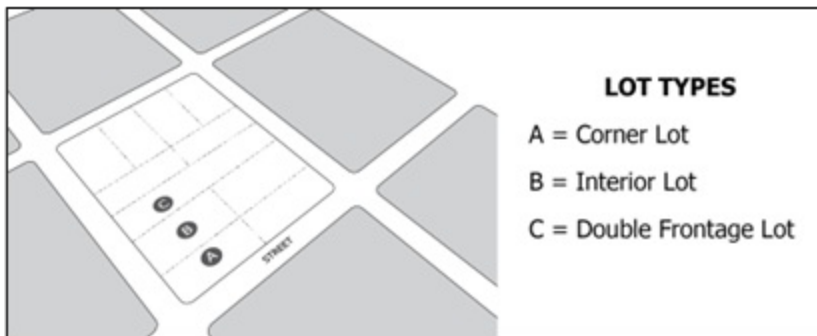 C
B
A
STREET
LOT TYPES
A = Corner Lot
B = Interior Lot
C = Double Frontage Lot